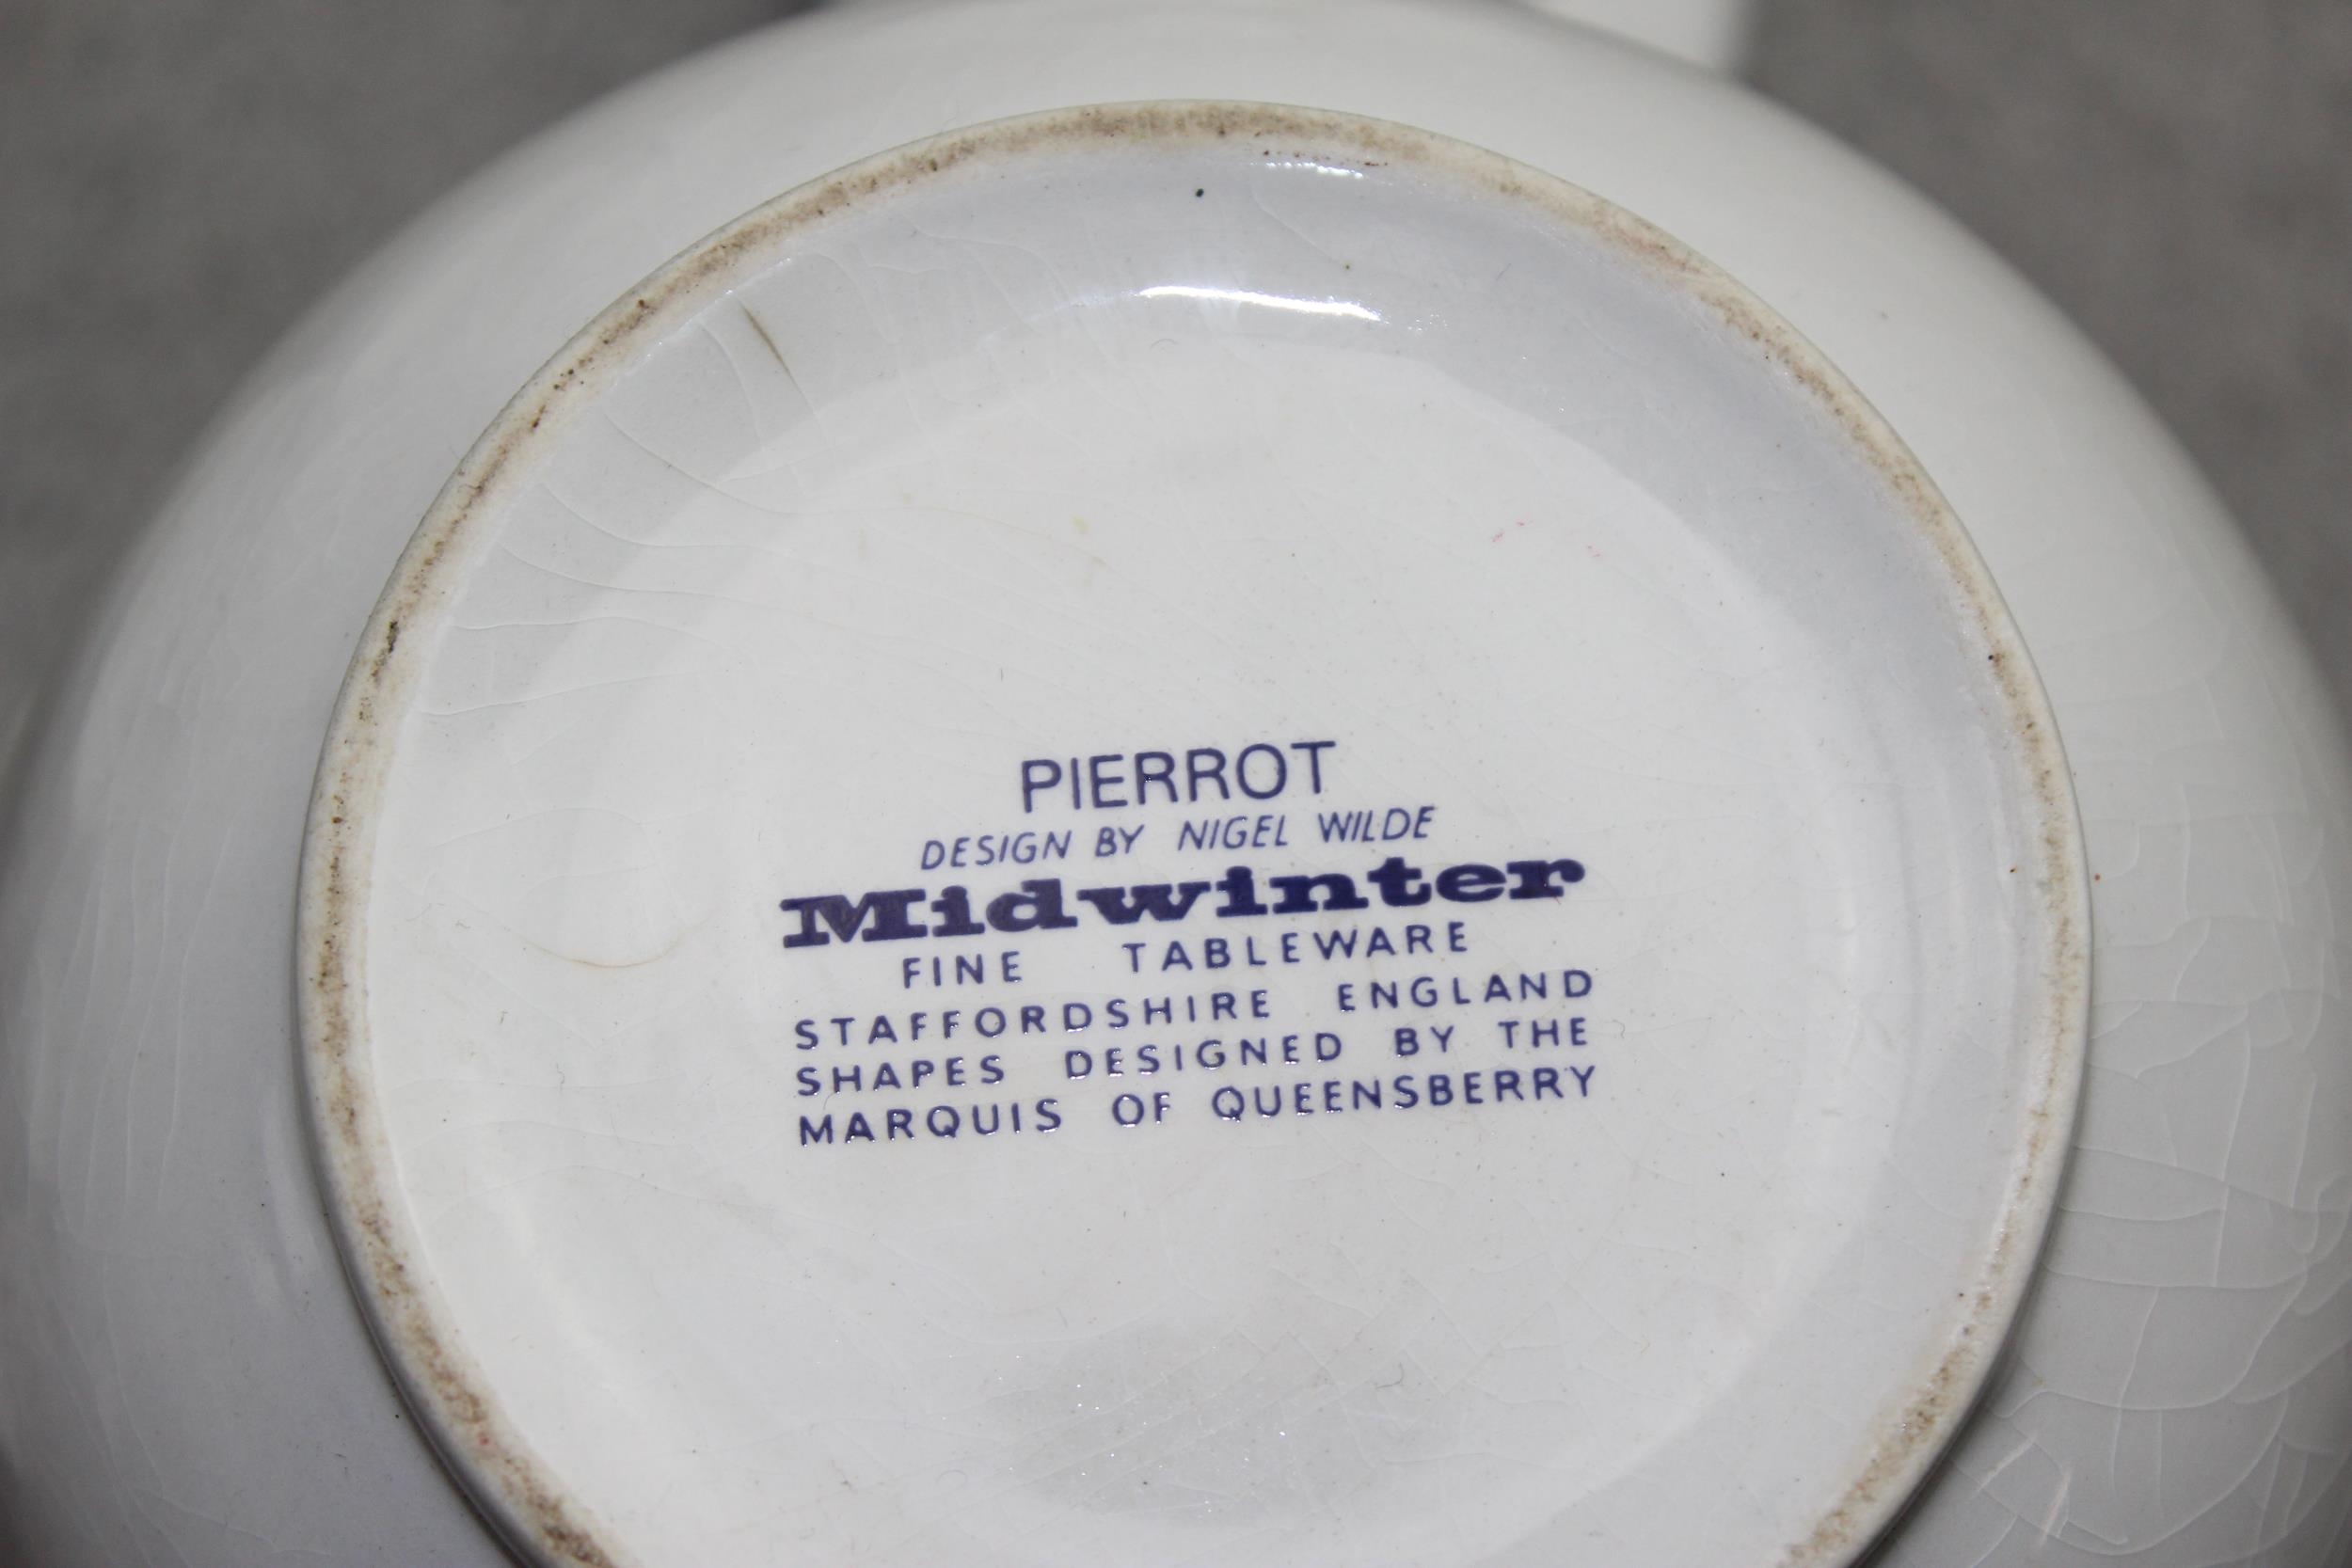 PIERROT
DESIGN BY NIGEL WILDE
Midwinter
FINE TABLEWARE
STAFFORDSHIRE ENGLAND
SHAPES DESIGNED BY THE
MARQUIS OF QUEENSBERRY